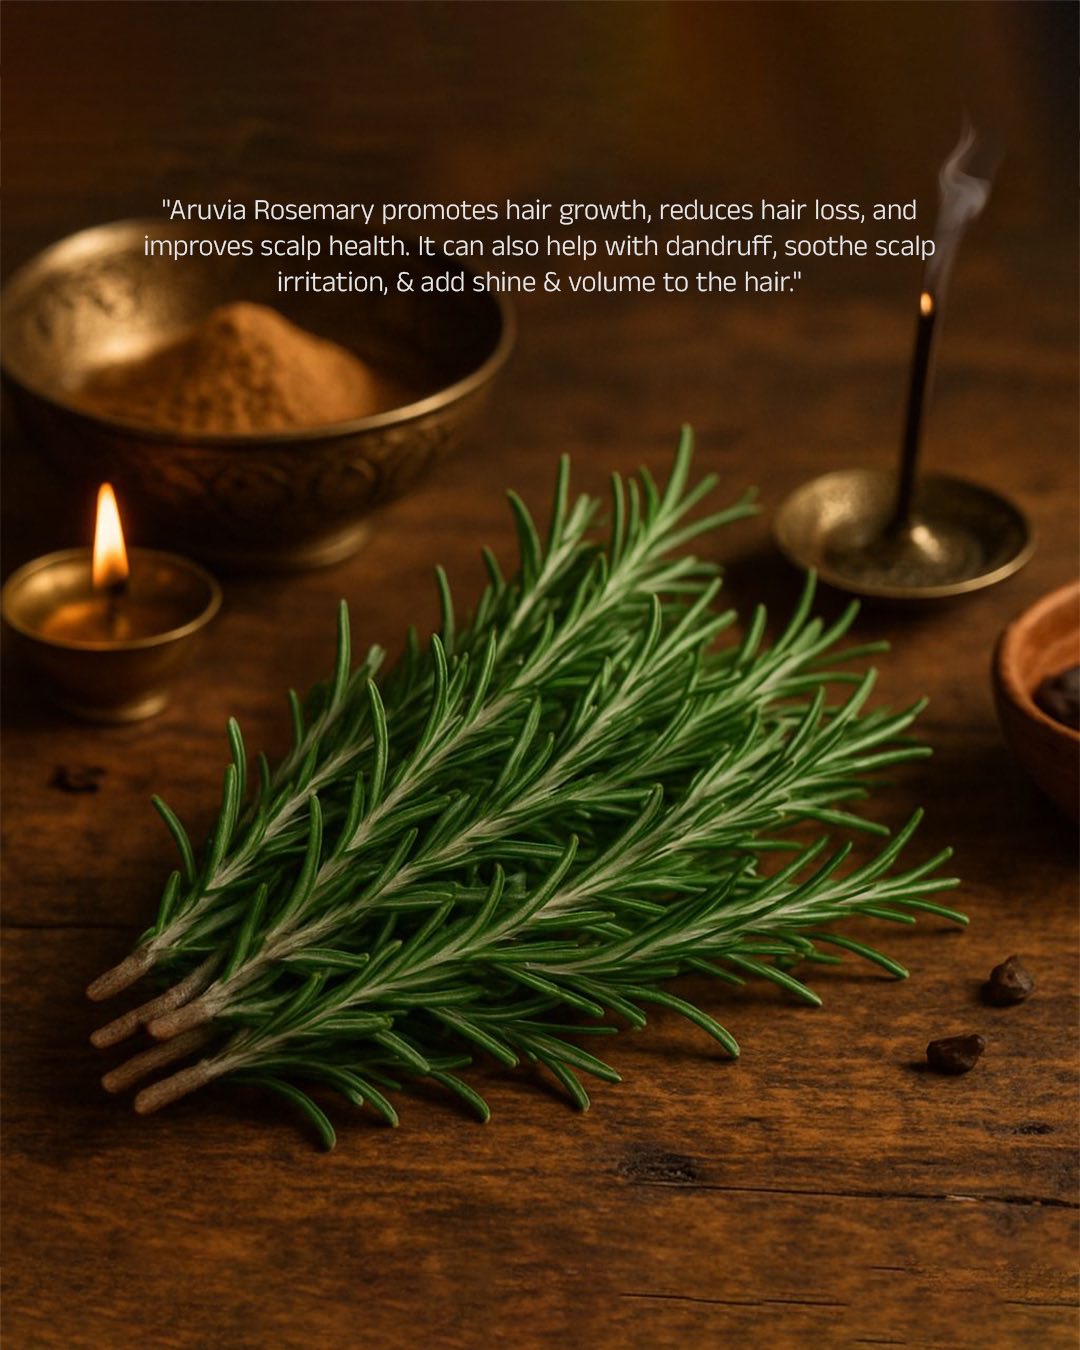 "Aruvia Rosemary promotes hair growth, reduces hair loss, and
improves scalp health. It can also help with dandruff, soothe scalp
irritation, & add shine & volume to the hair."